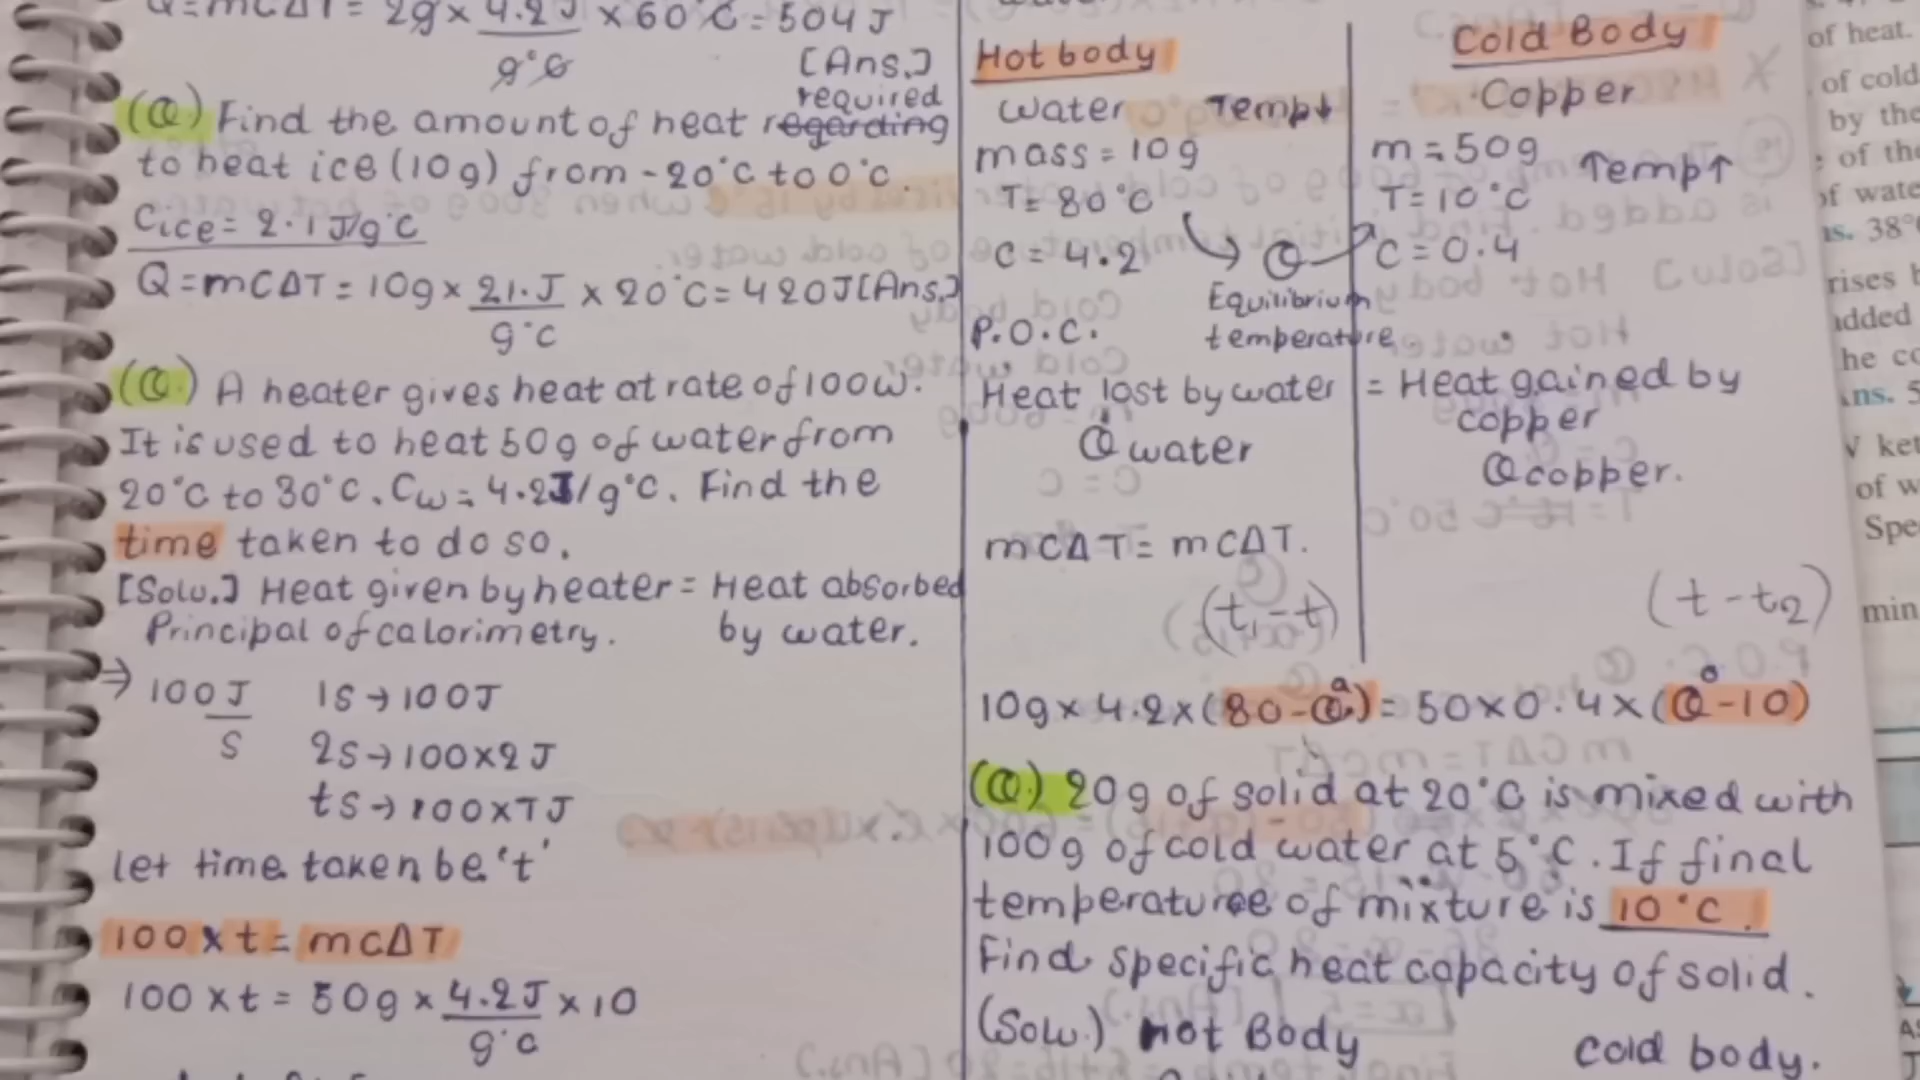 Q=mCΔT= 2g× 4.2J ×60°C=504J
g°C [Ans.]
(Q.) Find the amount of heat regarding required
to heat ice (10g) from -20°C to 0°C.
Cice= 2.1 J/g°C
Q=mCΔT= 10g× 21.J ×20°C=420J[Ans.]
g°C
(Q.) A heater gives heat at rate of 100W.
It is used to heat 50g of water from
20°C to 30°C. Cw= 4.2J/g°C. Find the
time taken to do so.
[Solu.] Heat given by heater = Heat absorbed
Principal of calorimetry. by water.
⇒ 100J 1S→100J
S 2S→100×2J
tS→100×TJ
let time taken be 't'
100 × t = mCΔT
100 × t = 50g × 4.2J × 10
g°C
Hot body Cold Body
Water Temp↓ Copper
mass = 10g m=50g Temp↑
T= 80°C T=10°C
C = 4.2 Q C=0.4
Equilibrium
P.O.C. temperature
Heat lost by water = Heat gained by
copper
Q water Q copper.
mCΔT= mCΔT.
(t₁-t) (t-t₂)
10g× 4.2×(80-Q)= 50×0.4×(Q-10)
(Q.) 20g of solid at 20°C is mixed with
100g of cold water at 5°C. If final
temperature of mixture is 10°C.
Find specific heat capacity of solid.
(Solu.) Hot Body Cold body.
of heat.
of cold
by the
of the
of wate
ns. 38°
rises
added
he
ns. 5
ket
of w
Spe
min